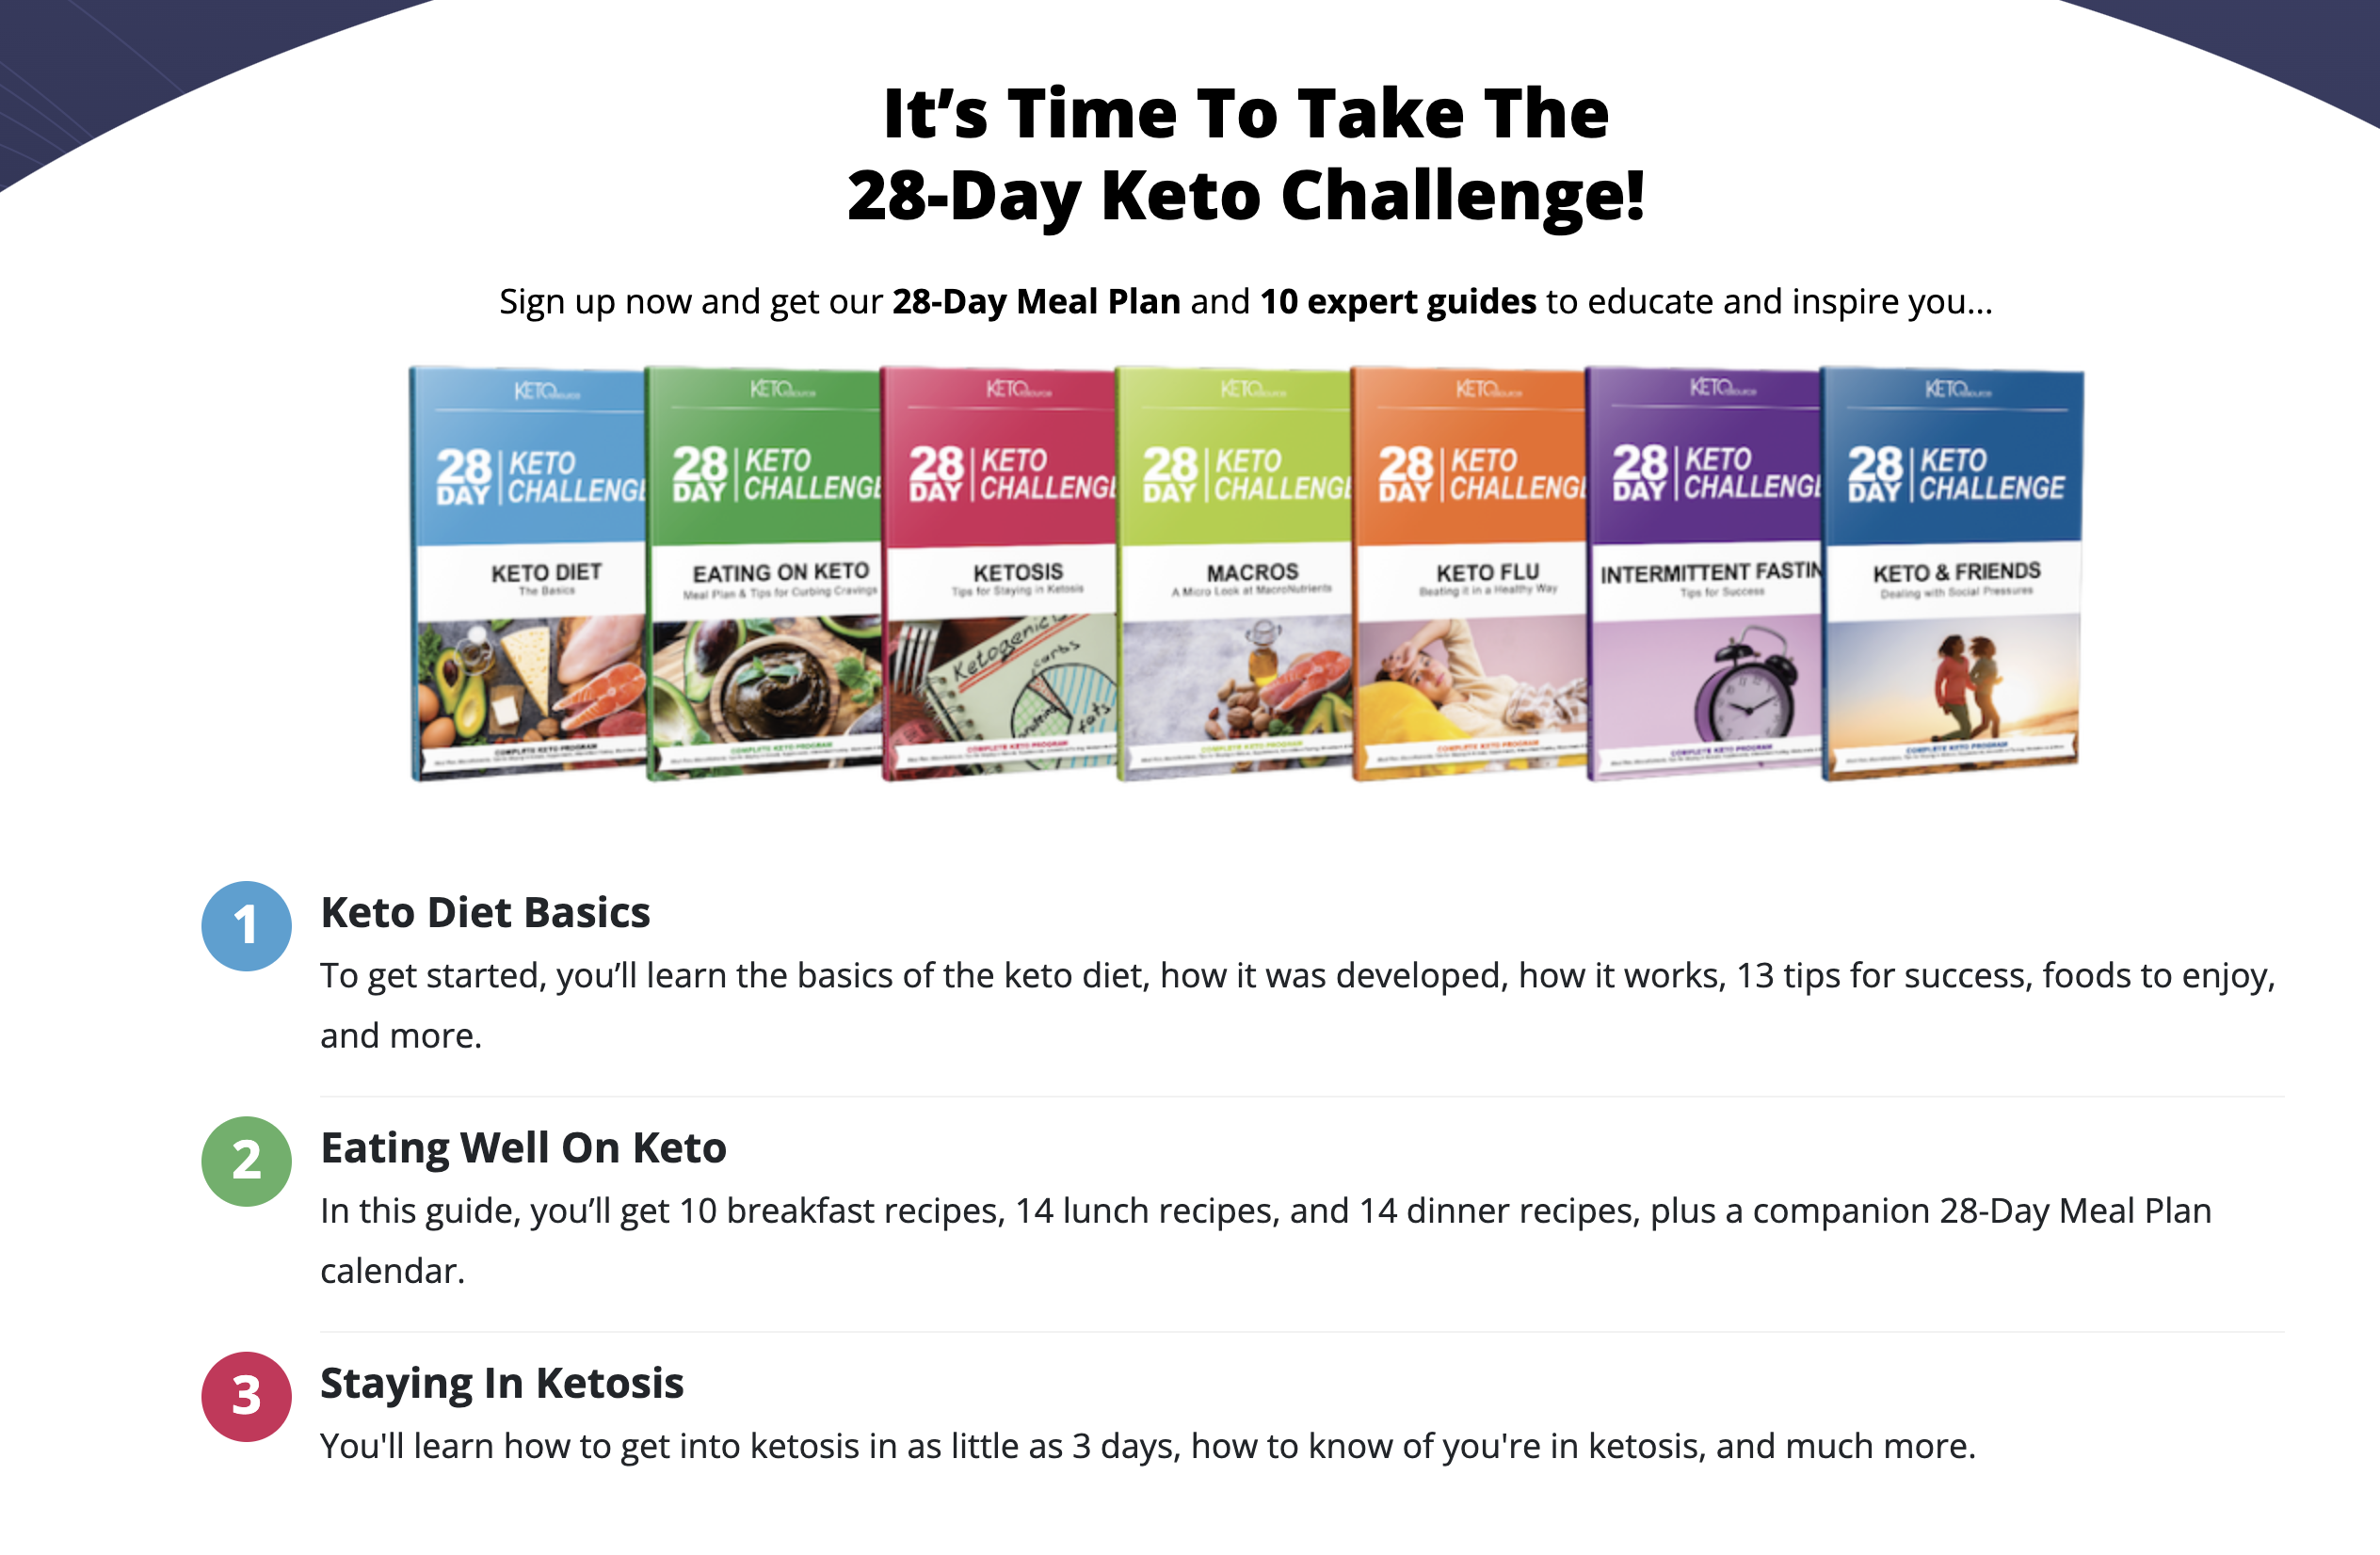 It's Time To Take The
28-Day Keto Challenge!
Sign up now and get our 28-Day Meal Plan and 10 expert guides to educate and inspire you...
KETO
28 DAY
KETO
CHALLENGE
KETO DIET
The Basics
COMPLETE KETO PROGRAM
KETO
28 DAY
KETO
CHALLENGE
EATING ON KETO
Meal Plan & Tips for Curbing Cravings
COMPLETE KETO PROGRAM
KETO
28 DAY
KETO
CHALLENGE
KETOSIS
Tips for Staying in Ketosis
Ketogenic
carbs
fats
COMPLETE KETO PROGRAM
KETO
28 DAY
KETO
CHALLENGE
MACROS
A Micro Look at MacroNutrients
COMPLETE KETO PROGRAM
KETO
28 DAY
KETO
CHALLENGE
KETO FLU
Beating it in a Healthy Way
COMPLETE KETO PROGRAM
KETO
28 DAY
KETO
CHALLENGE
INTERMITTENT FASTIN
Tips for Success
COMPLETE KETO PROGRAM
KETO
28 DAY
KETO
CHALLENGE
KETO & FRIENDS
Dealing with Social Pressures
COMPLETE KETO PROGRAM
1
Keto Diet Basics
To get started, you'll learn the basics of the keto diet, how it was developed, how it works, 13 tips for success, foods to enjoy,
and more.
2
Eating Well On Keto
In this guide, you'll get 10 breakfast recipes, 14 lunch recipes, and 14 dinner recipes, plus a companion 28-Day Meal Plan
calendar.
3
Staying In Ketosis
You'll learn how to get into ketosis in as little as 3 days, how to know of you're in ketosis, and much more.